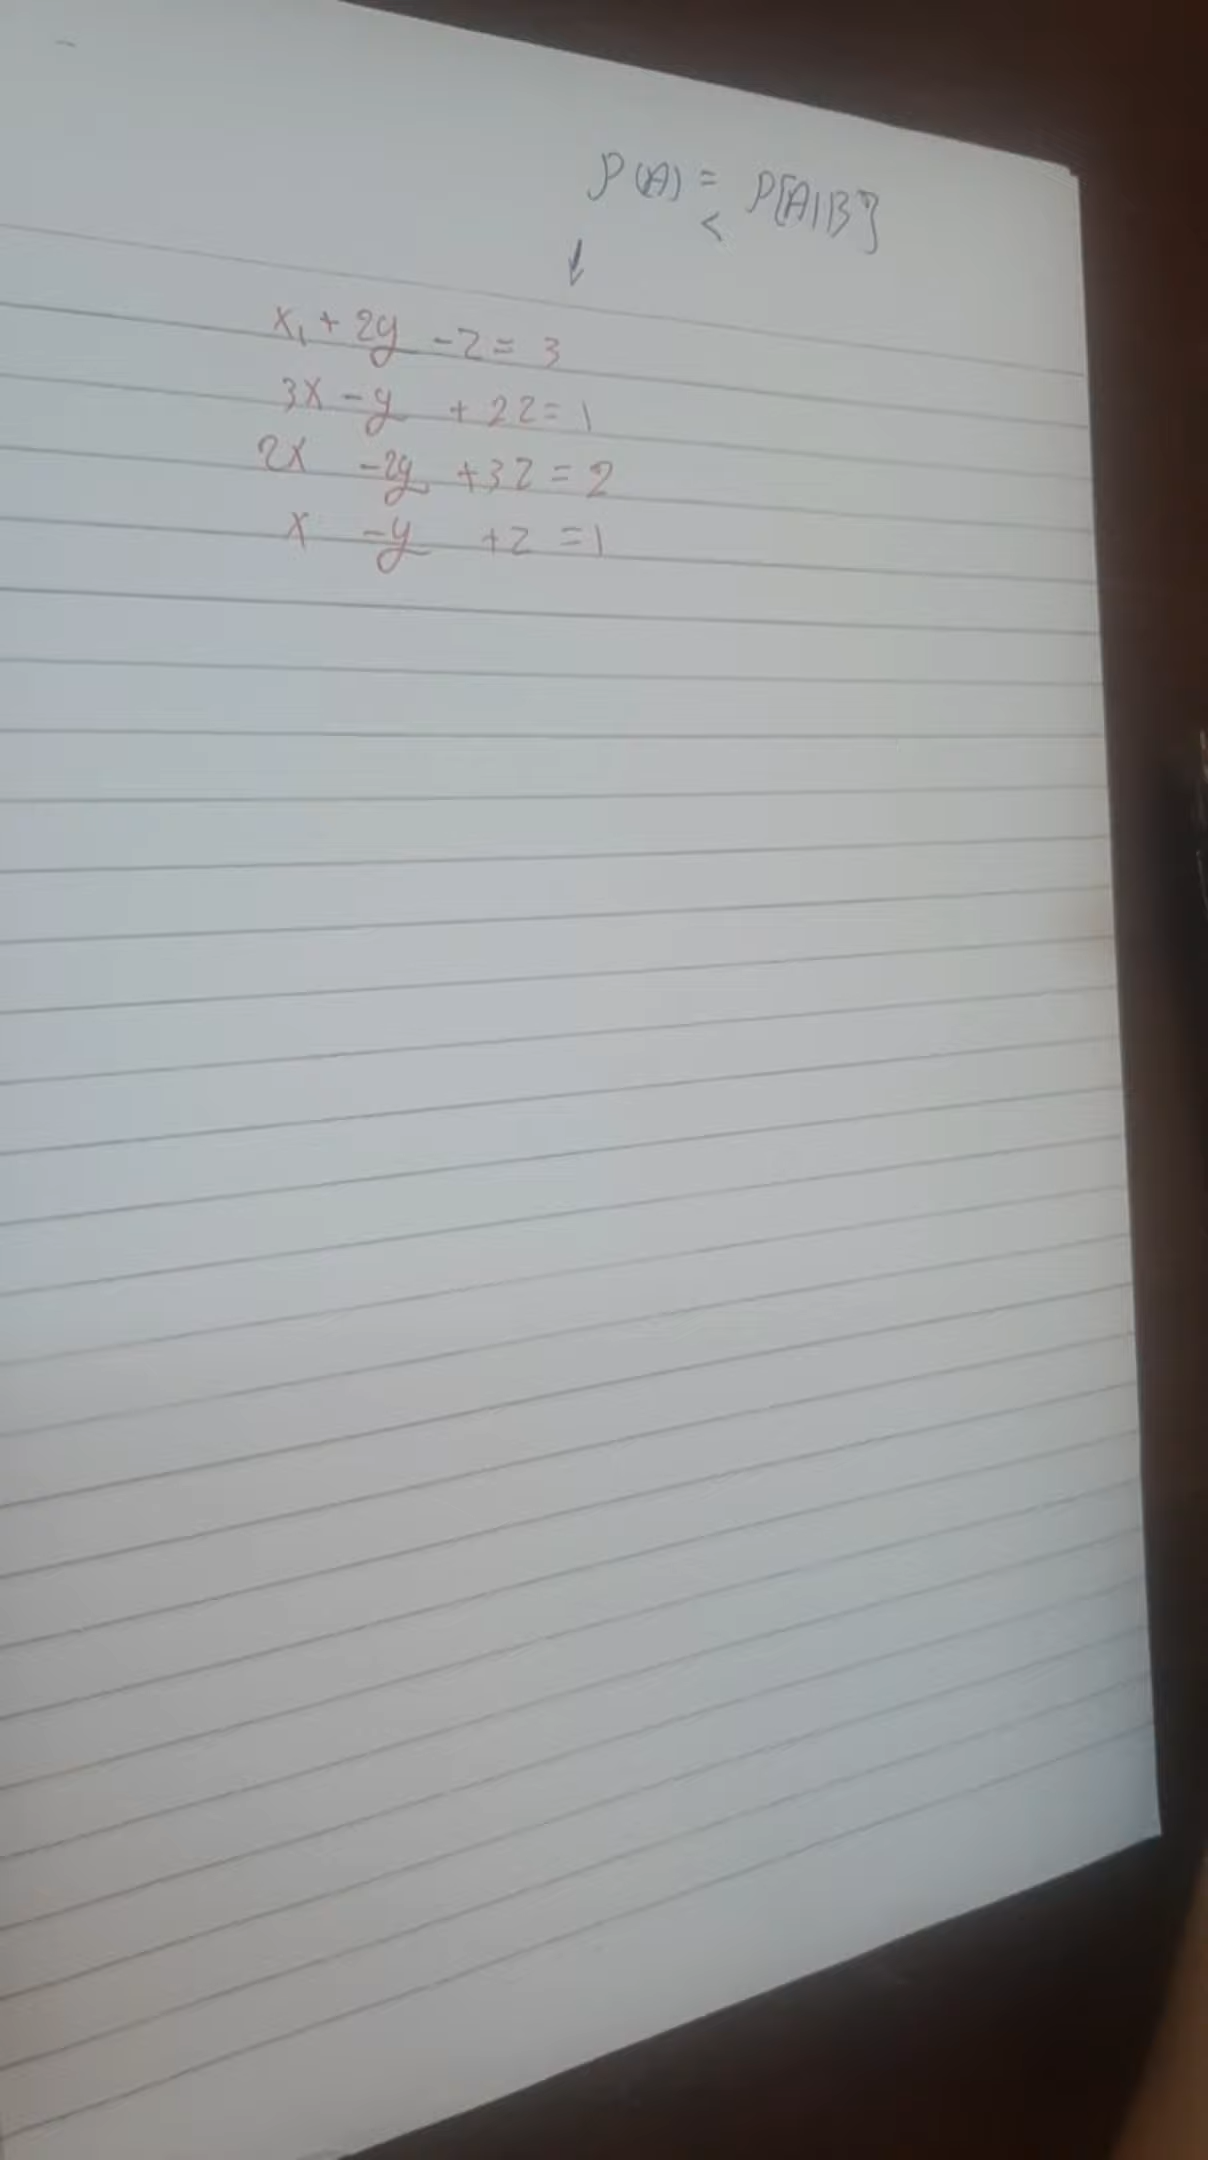 P(A) = P[A|B]
<
↓
x₁ + 2y - z = 3
3x - y + 2z = 1
2x - 2y + 3z = 2
x - y + z = 1